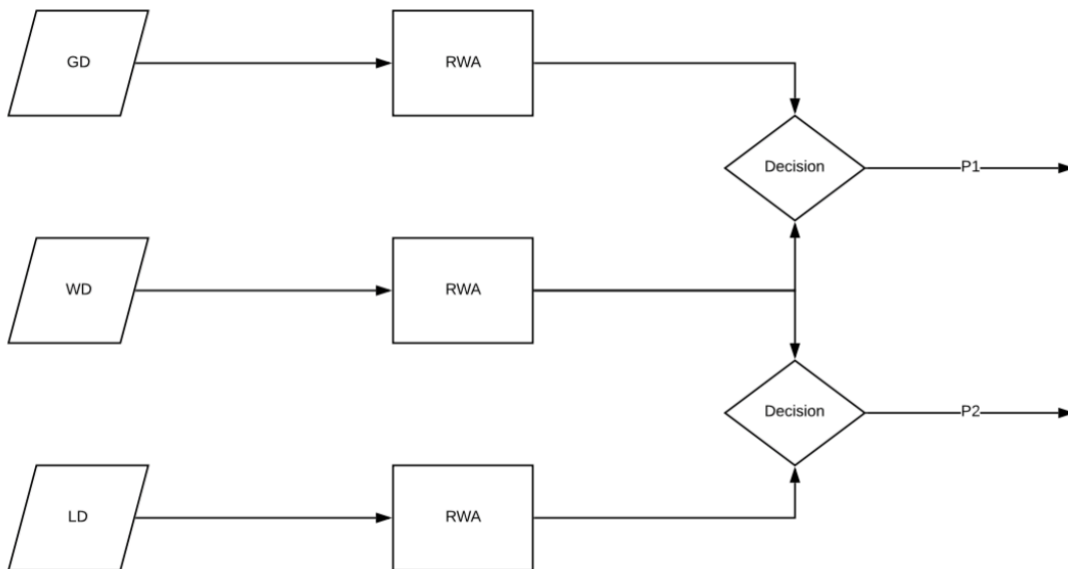 GD
RWA
Decision
P1
WD
RWA
Decision
P2
LD
RWA